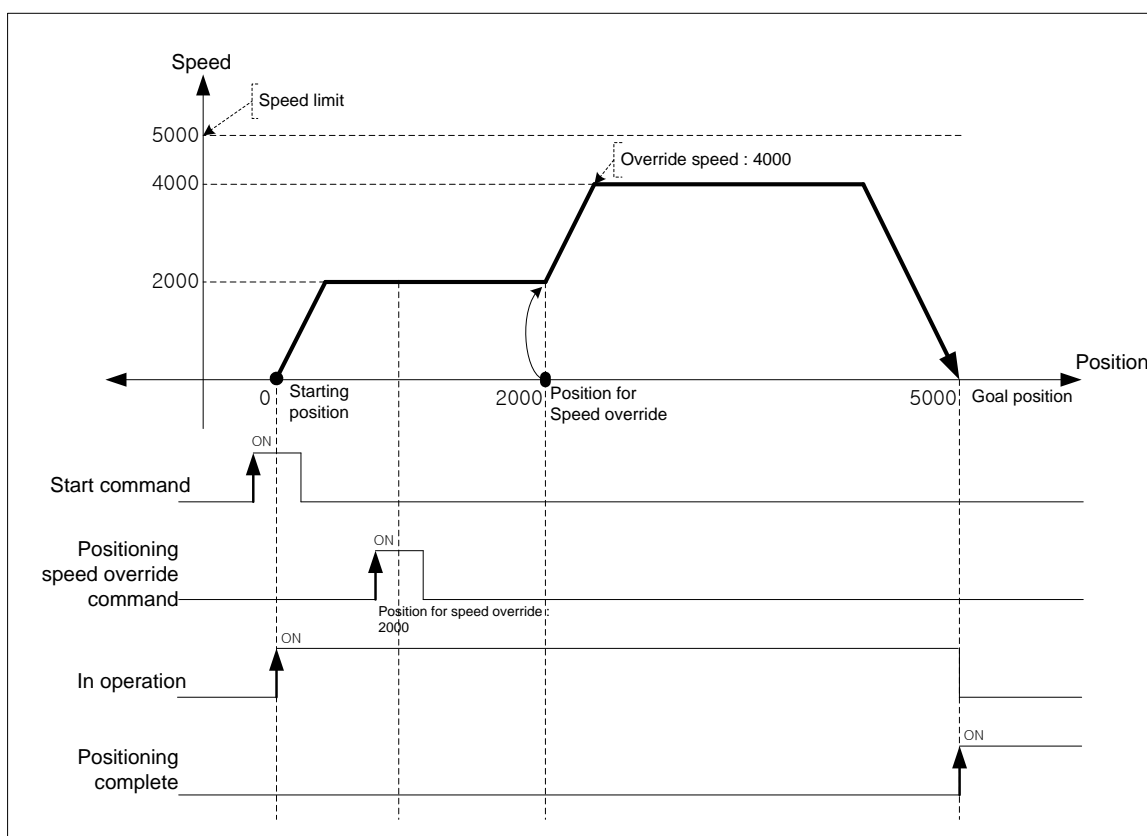 Speed
Speed limit
5000
Override speed : 4000
4000
2000
Position
0
Starting
position
2000
Position for
Speed override
5000
Goal position
ON
Start command
ON
Positioning
speed override
command
Position for speed override :
2000
ON
In operation
ON
Positioning
complete